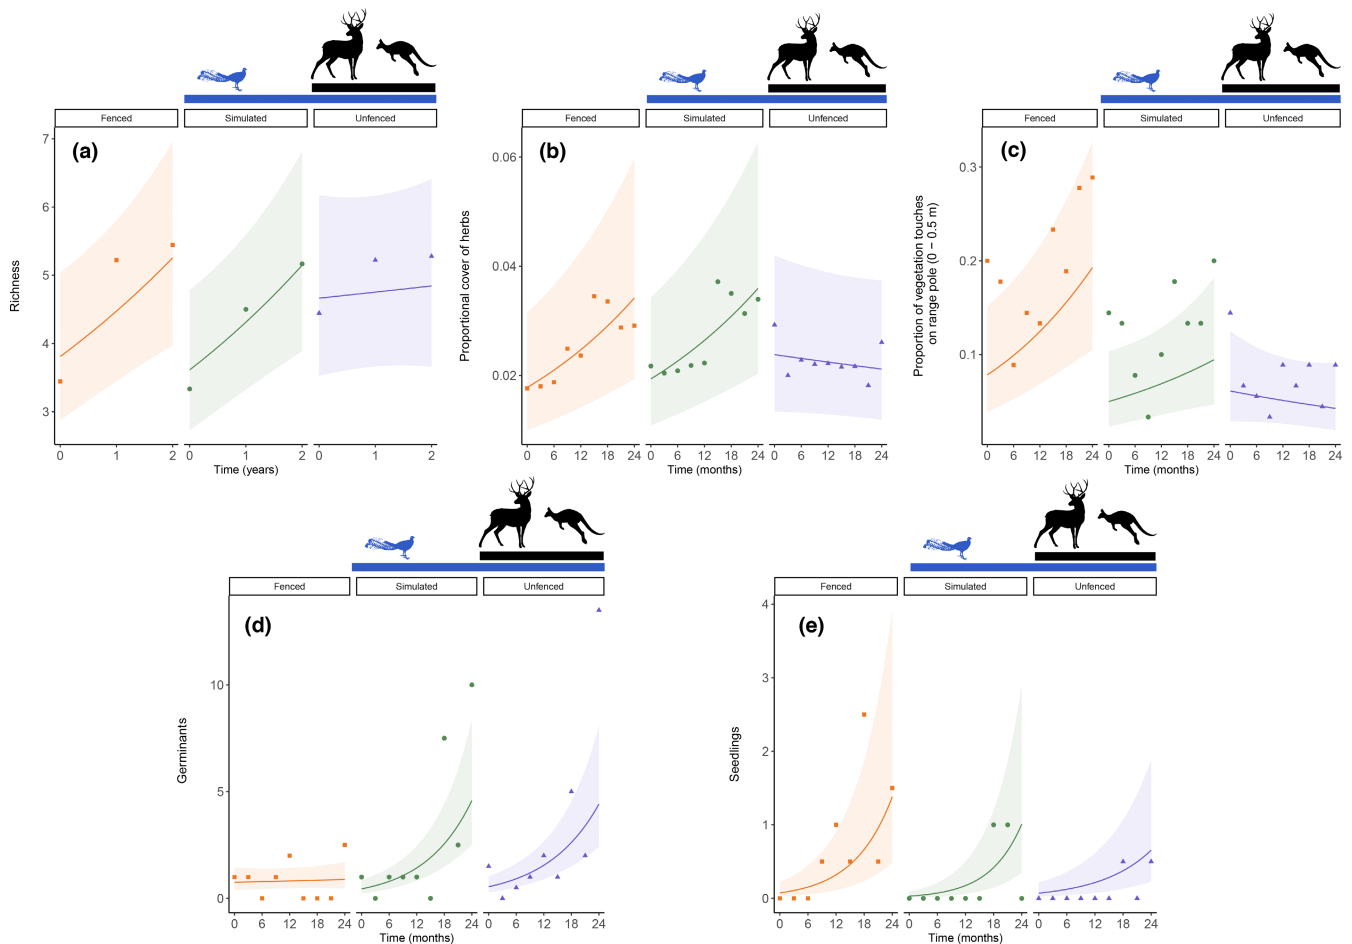 Fenced Simulated Unfenced
(a)
Richness
7
6
5
4
3
0 1 2 0 1 2 0 1 2
Time (years)
Fenced Simulated Unfenced
(b)
Proportional cover of herbs
0.06
0.04
0.02
0 6 12 18 24 0 6 12 18 24 0 6 12 18 24
Time (months)
Fenced Simulated Unfenced
(c)
Proportion of vegetation touches
on range pole (0 − 0.5 m)
0.3
0.2
0.1
0 6 12 18 24 0 6 12 18 24 0 6 12 18 24
Time (months)
Fenced Simulated Unfenced
(d)
Germinants
10
5
0
0 6 12 18 24 0 6 12 18 24 0 6 12 18 24
Time (months)
Fenced Simulated Unfenced
(e)
Seedlings
4
3
2
1
0
0 6 12 18 24 0 6 12 18 24 0 6 12 18 24
Time (months)